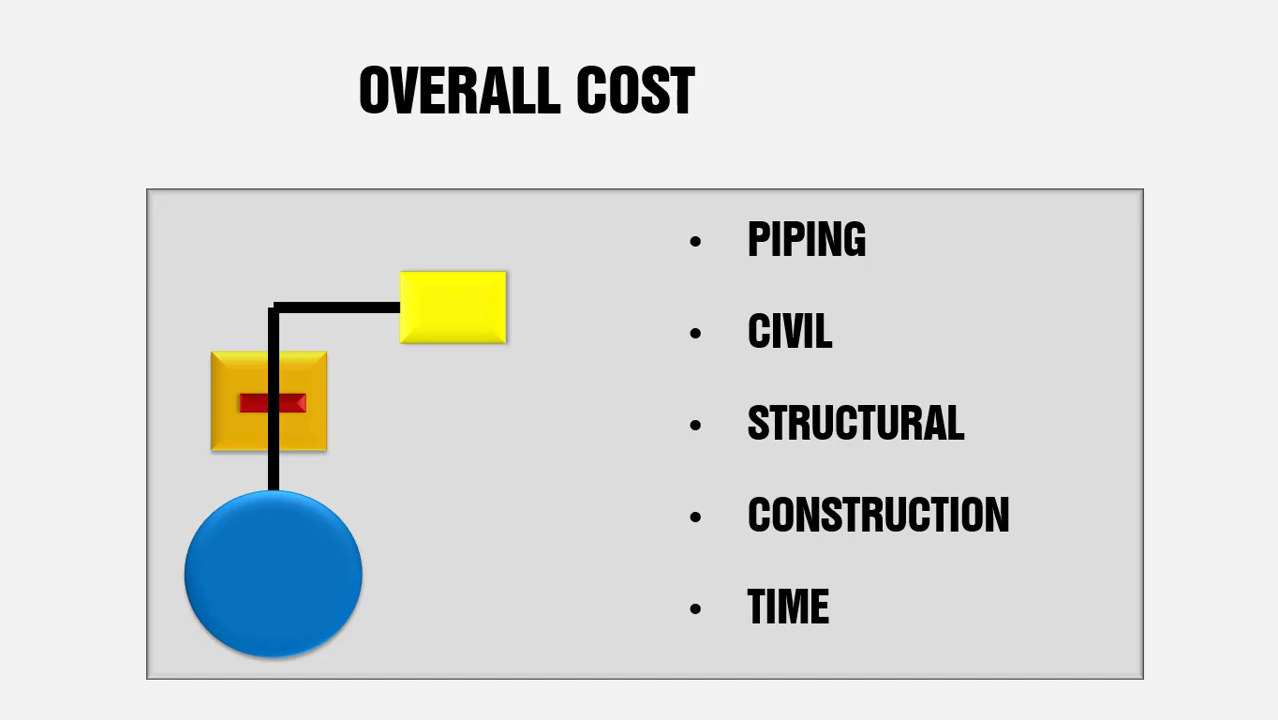 OVERALL COST
• PIPING
• CIVIL
• STRUCTURAL
• CONSTRUCTION
• TIME